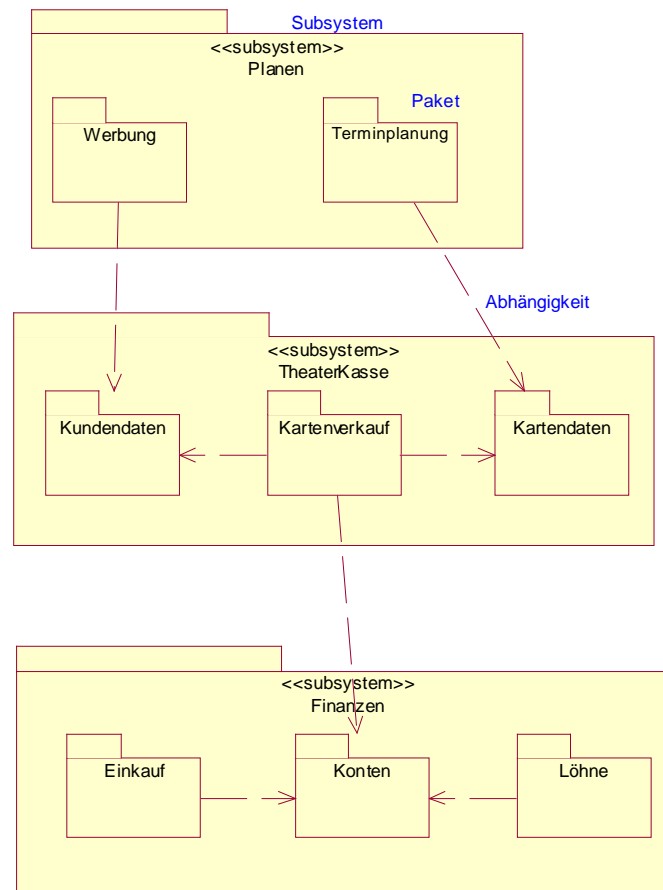 Subsystem
<<subsystem>>
Planen
Paket
Werbung
Terminplanung
Abhängigkeit
<<subsystem>>
TheaterKasse
Kundendaten
Kartenverkauf
Kartendaten
<<subsystem>>
Finanzen
Einkauf
Konten
Löhne